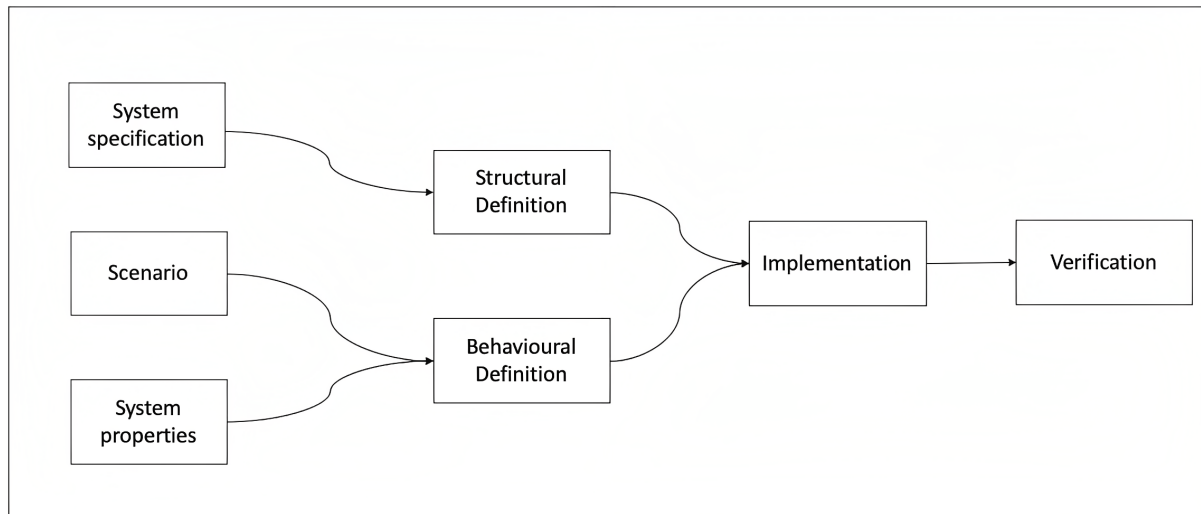 System
specification
Scenario
System
properties
Structural
Definition
Behavioural
Definition
Implementation
Verification